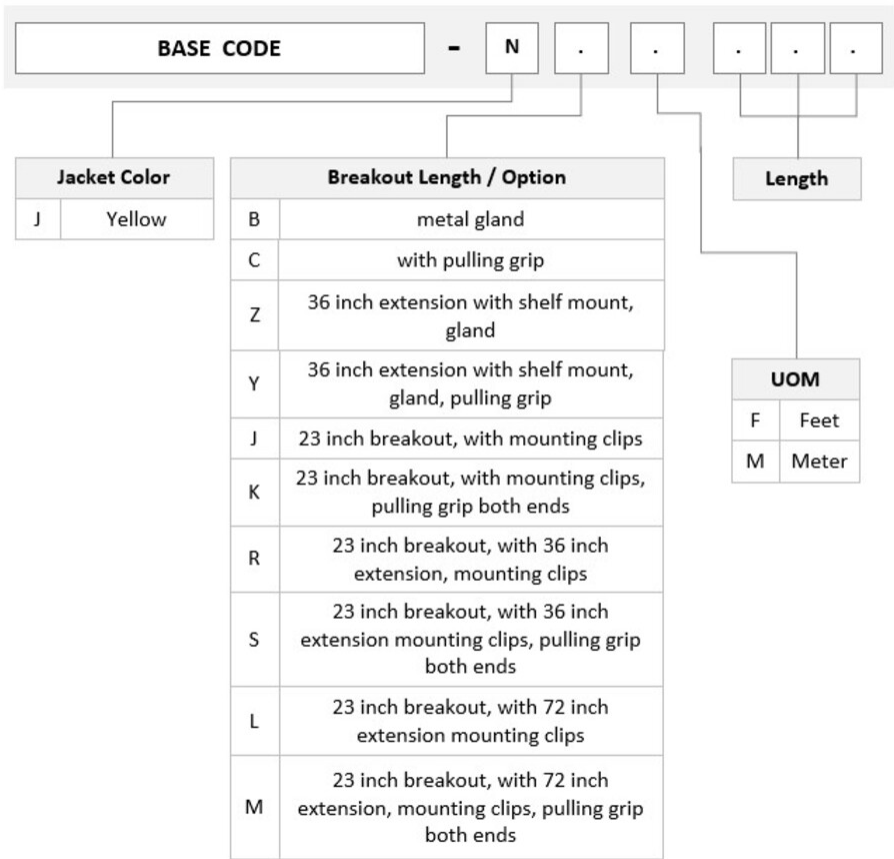 BASE CODE - N . . . . .
Jacket Color
J Yellow
Breakout Length / Option
B metal gland
C with pulling grip
Z 36 inch extension with shelf mount,
gland
Y 36 inch extension with shelf mount,
gland, pulling grip
J 23 inch breakout, with mounting clips
K 23 inch breakout, with mounting clips,
pulling grip both ends
R 23 inch breakout, with 36 inch
extension, mounting clips
S 23 inch breakout, with 36 inch
extension mounting clips, pulling grip
both ends
L 23 inch breakout, with 72 inch
extension mounting clips
M 23 inch breakout, with 72 inch
extension, mounting clips, pulling grip
both ends
Length
UOM
F Feet
M Meter